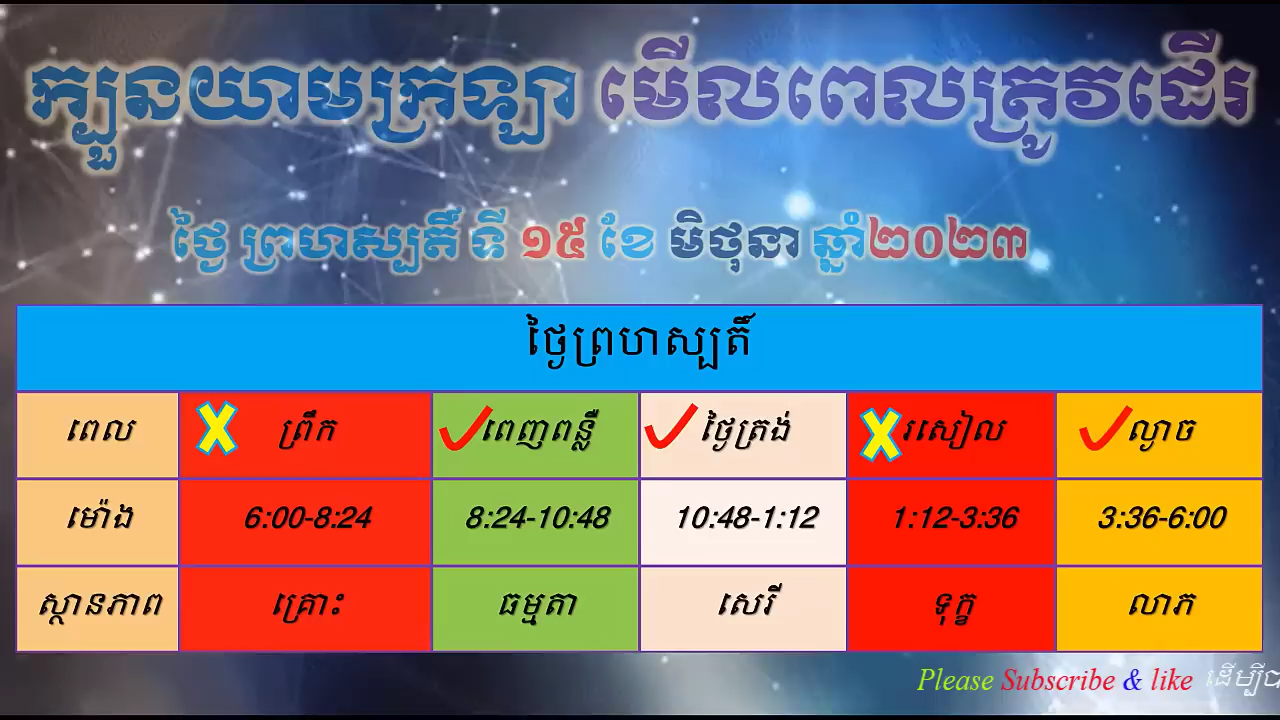 ក្បួនយាមក្រឡា មើលពេលត្រូវដើរ
ថ្ងៃ ព្រហស្បតិ៍ ទី ១៥ ខែ មិថុនា ឆ្នាំ២០២៣
ថ្ងៃព្រហស្បតិ៍
ពេល ព្រឹក ពេញពន្លឺ ថ្ងៃត្រង់ រសៀល ល្ងាច
ម៉ោង 6:00-8:24 8:24-10:48 10:48-1:12 1:12-3:36 3:36-6:00
ស្ថានភាព គ្រោះ ធម្មតា សេរី ទុក្ខ លាភ
Please Subscribe & like